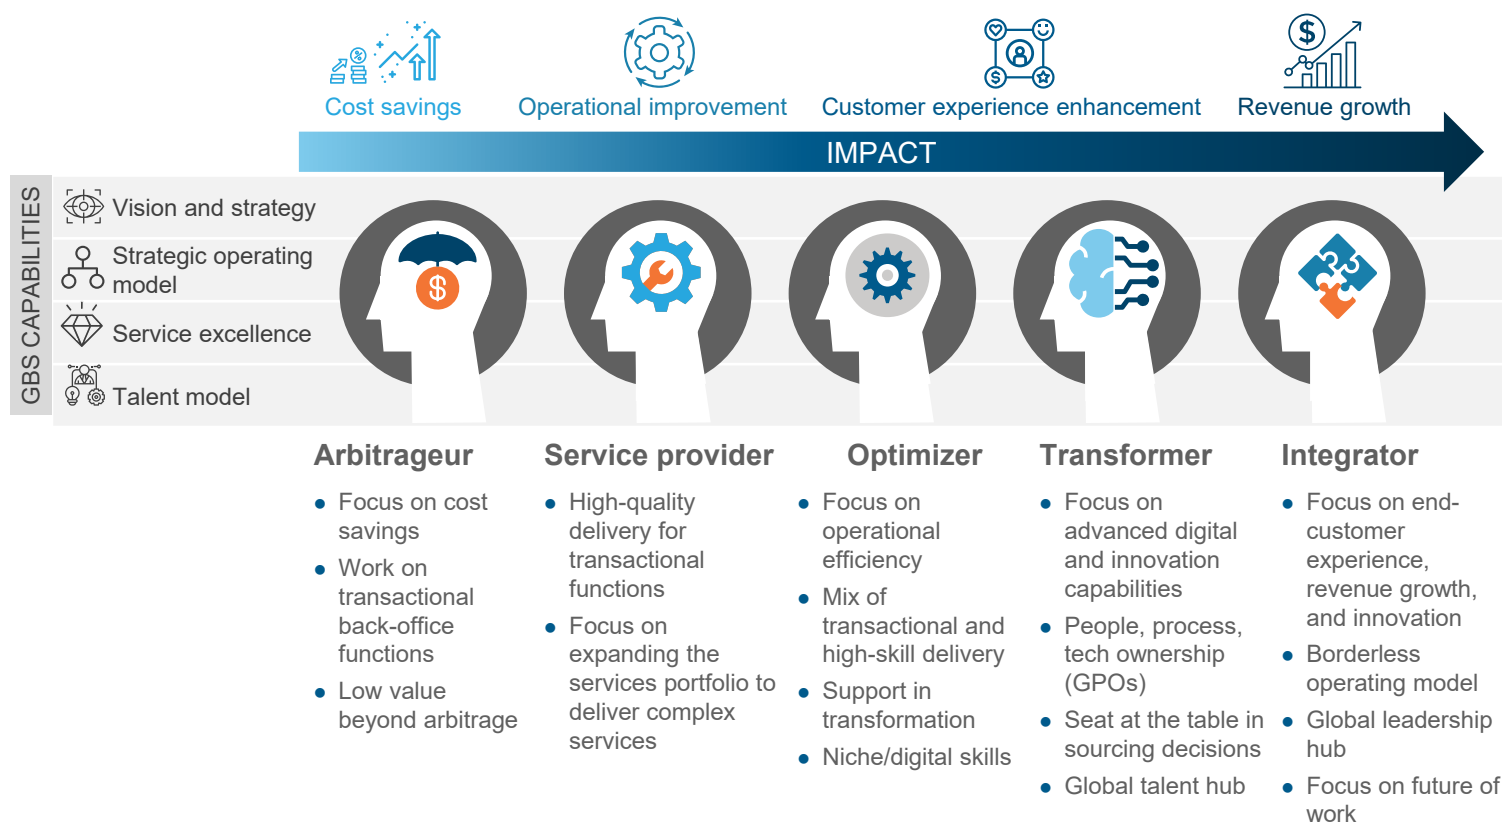 Cost savings
Operational improvement
Customer experience enhancement
Revenue growth
IMPACT
GBS CAPABILITIES
Vision and strategy
Strategic operating
model
Service excellence
Talent model
$
Arbitrageur
● Focus on cost
savings
● Work on
transactional
back-office
functions
● Low value
beyond arbitrage
Service provider
● High-quality
delivery for
transactional
functions
● Focus on
expanding the
services portfolio to
deliver complex
services
Optimizer
● Focus on
operational
efficiency
● Mix of
transactional and
high-skill delivery
● Support in
transformation
● Niche/digital skills
Transformer
● Focus on
advanced digital
and innovation
capabilities
● People, process,
tech ownership
(GPOs)
● Seat at the table in
sourcing decisions
● Global talent hub
Integrator
● Focus on end-
customer
experience,
revenue growth,
and innovation
● Borderless
operating model
● Global leadership
hub
● Focus on future of
work